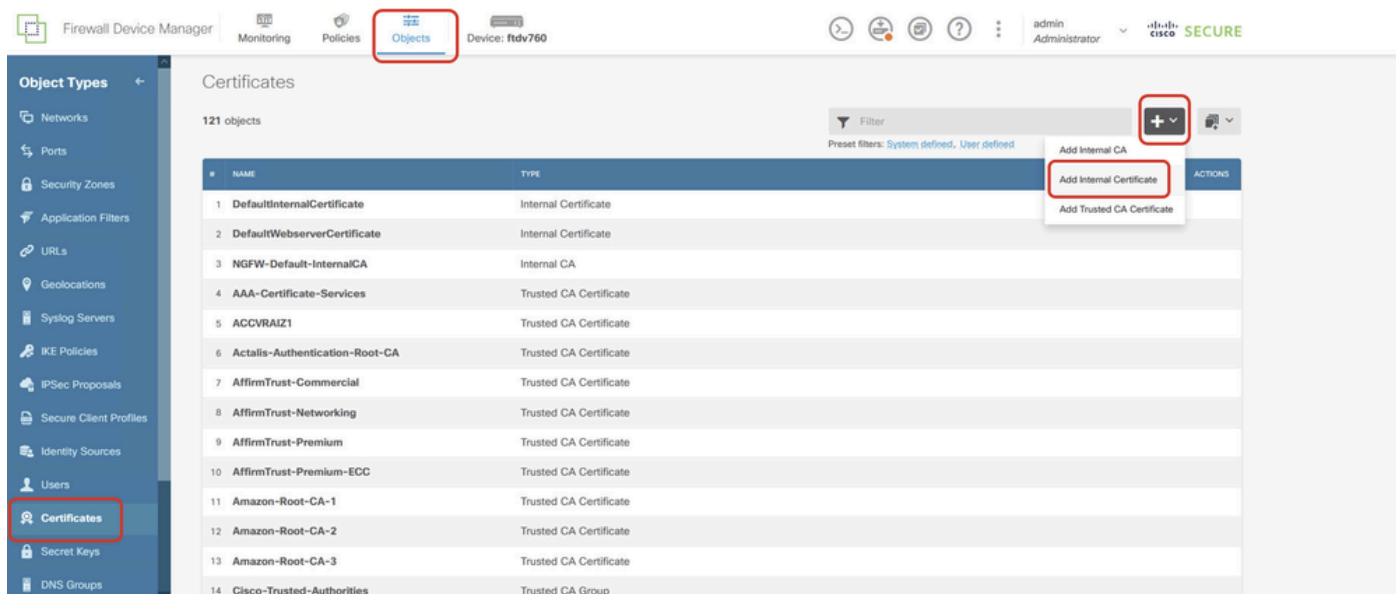 Firewall Device Manager
Monitoring
Policies
Objects
Device: ftdv760
admin
Administrator
cisco SECURE
Object Types
Networks
Ports
Security Zones
Application Filters
URLs
Geolocations
Syslog Servers
IKE Policies
IPSec Proposals
Secure Client Profiles
Identity Sources
Users
Certificates
Secret Keys
DNS Groups
Certificates
121 objects
Filter
Preset filters: System defined, User defined
Add Internal CA
Add Internal Certificate
Add Trusted CA Certificate
# NAME TYPE ACTIONS
1 DefaultInternalCertificate Internal Certificate
2 DefaultWebserverCertificate Internal Certificate
3 NGFW-Default-InternalCA Internal CA
4 AAA-Certificate-Services Trusted CA Certificate
5 ACCVRAIZ1 Trusted CA Certificate
6 Actalis-Authentication-Root-CA Trusted CA Certificate
7 AffirmTrust-Commercial Trusted CA Certificate
8 AffirmTrust-Networking Trusted CA Certificate
9 AffirmTrust-Premium Trusted CA Certificate
10 AffirmTrust-Premium-ECC Trusted CA Certificate
11 Amazon-Root-CA-1 Trusted CA Certificate
12 Amazon-Root-CA-2 Trusted CA Certificate
13 Amazon-Root-CA-3 Trusted CA Certificate
14 Cisco-Trusted-Authorities Trusted CA Group